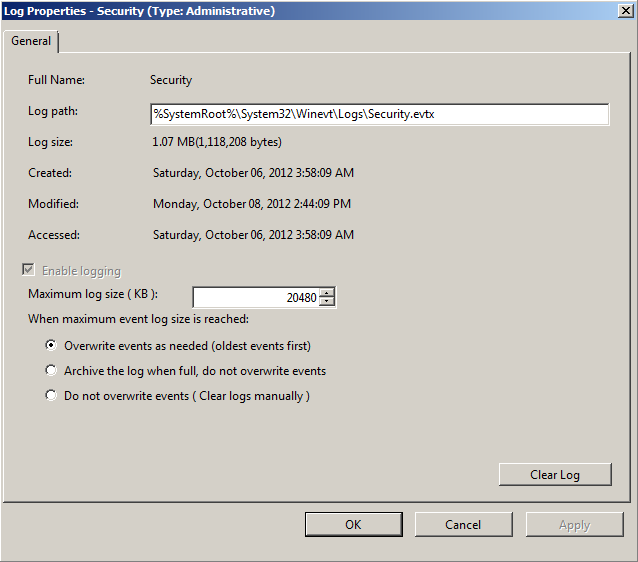 Log Properties - Security (Type: Administrative)
General
Full Name: Security
Log path: %SystemRoot%\System32\Winevt\Logs\Security.evtx
Log size: 1.07 MB(1,118,208 bytes)
Created: Saturday, October 06, 2012 3:58:09 AM
Modified: Monday, October 08, 2012 2:44:09 PM
Accessed: Saturday, October 06, 2012 3:58:09 AM
Enable logging
Maximum log size ( KB ): 20480
When maximum event log size is reached:
Overwrite events as needed (oldest events first)
Archive the log when full, do not overwrite events
Do not overwrite events ( Clear logs manually )
Clear Log
OK Cancel Apply